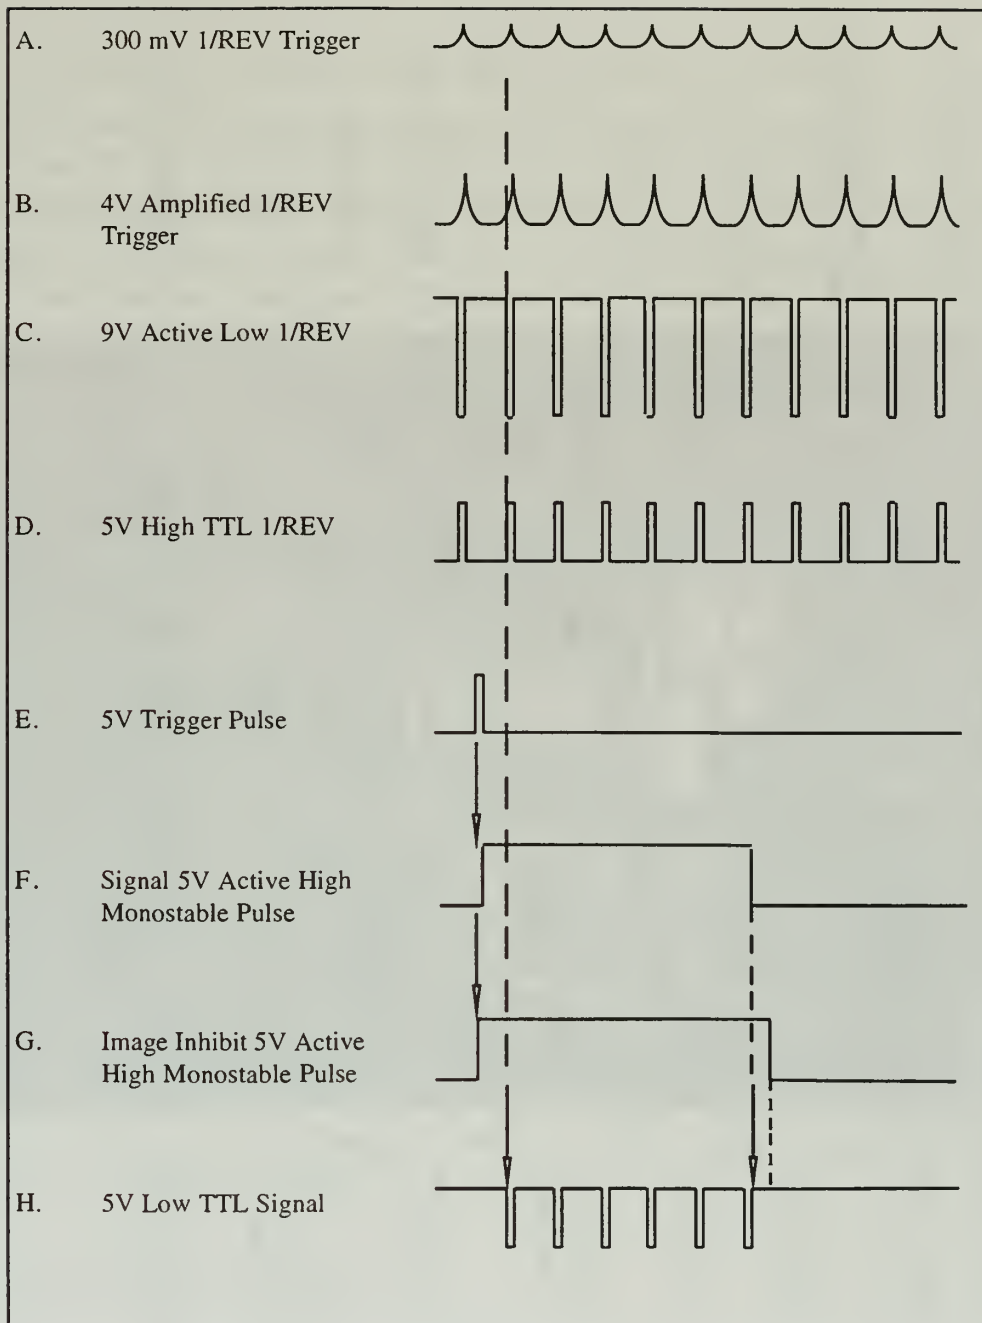 A. 300 mV 1/REV Trigger
B. 4V Amplified 1/REV
Trigger
C. 9V Active Low 1/REV
D. 5V High TTL 1/REV
E. 5V Trigger Pulse
F. Signal 5V Active High
Monostable Pulse
G. Image Inhibit 5V Active
High Monostable Pulse
H. 5V Low TTL Signal